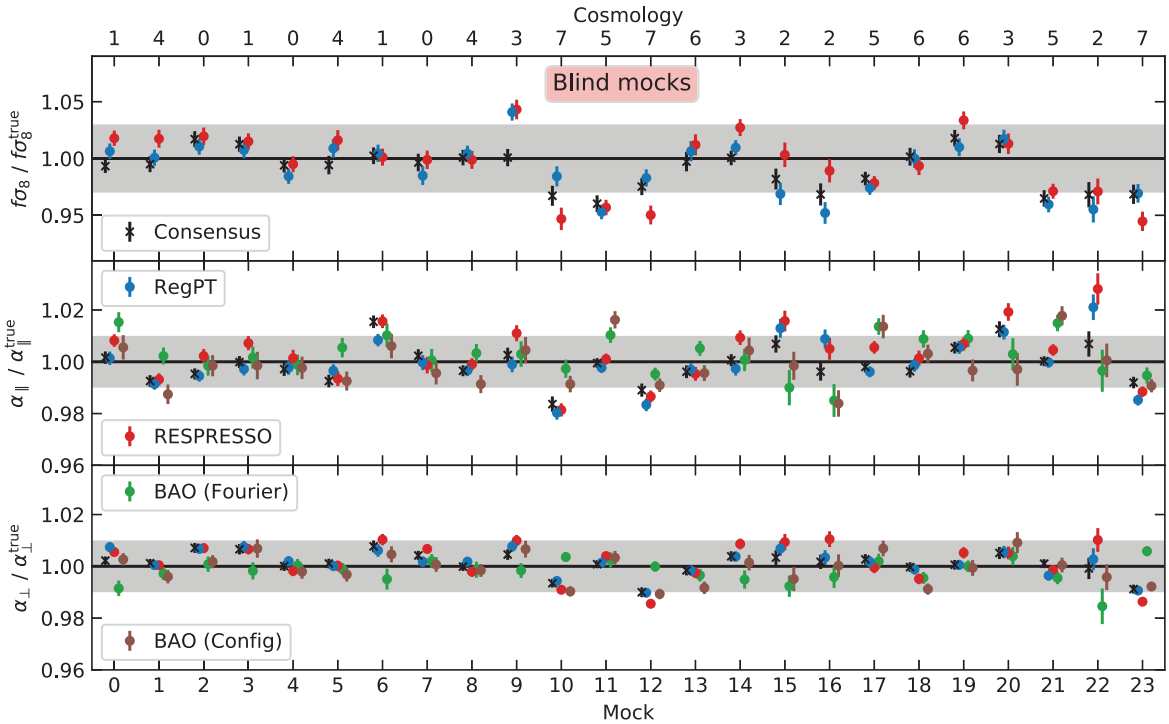 Cosmology
1 4 0 1 0 4 1 0 4 3 7 5 7 6 3 2 2 5 6 6 3 5 2 7
Blind mocks
fσ₈ / fσ₈^true
1.05
1.00
0.95
Consensus
α∥ / α∥^true
RegPT
1.02
1.00
0.98
0.96
RESPRESSO
α⊥ / α⊥^true
BAO (Fourier)
1.02
1.00
0.98
0.96
BAO (Config)
0 1 2 3 4 5 6 7 8 9 10 11 12 13 14 15 16 17 18 19 20 21 22 23
Mock